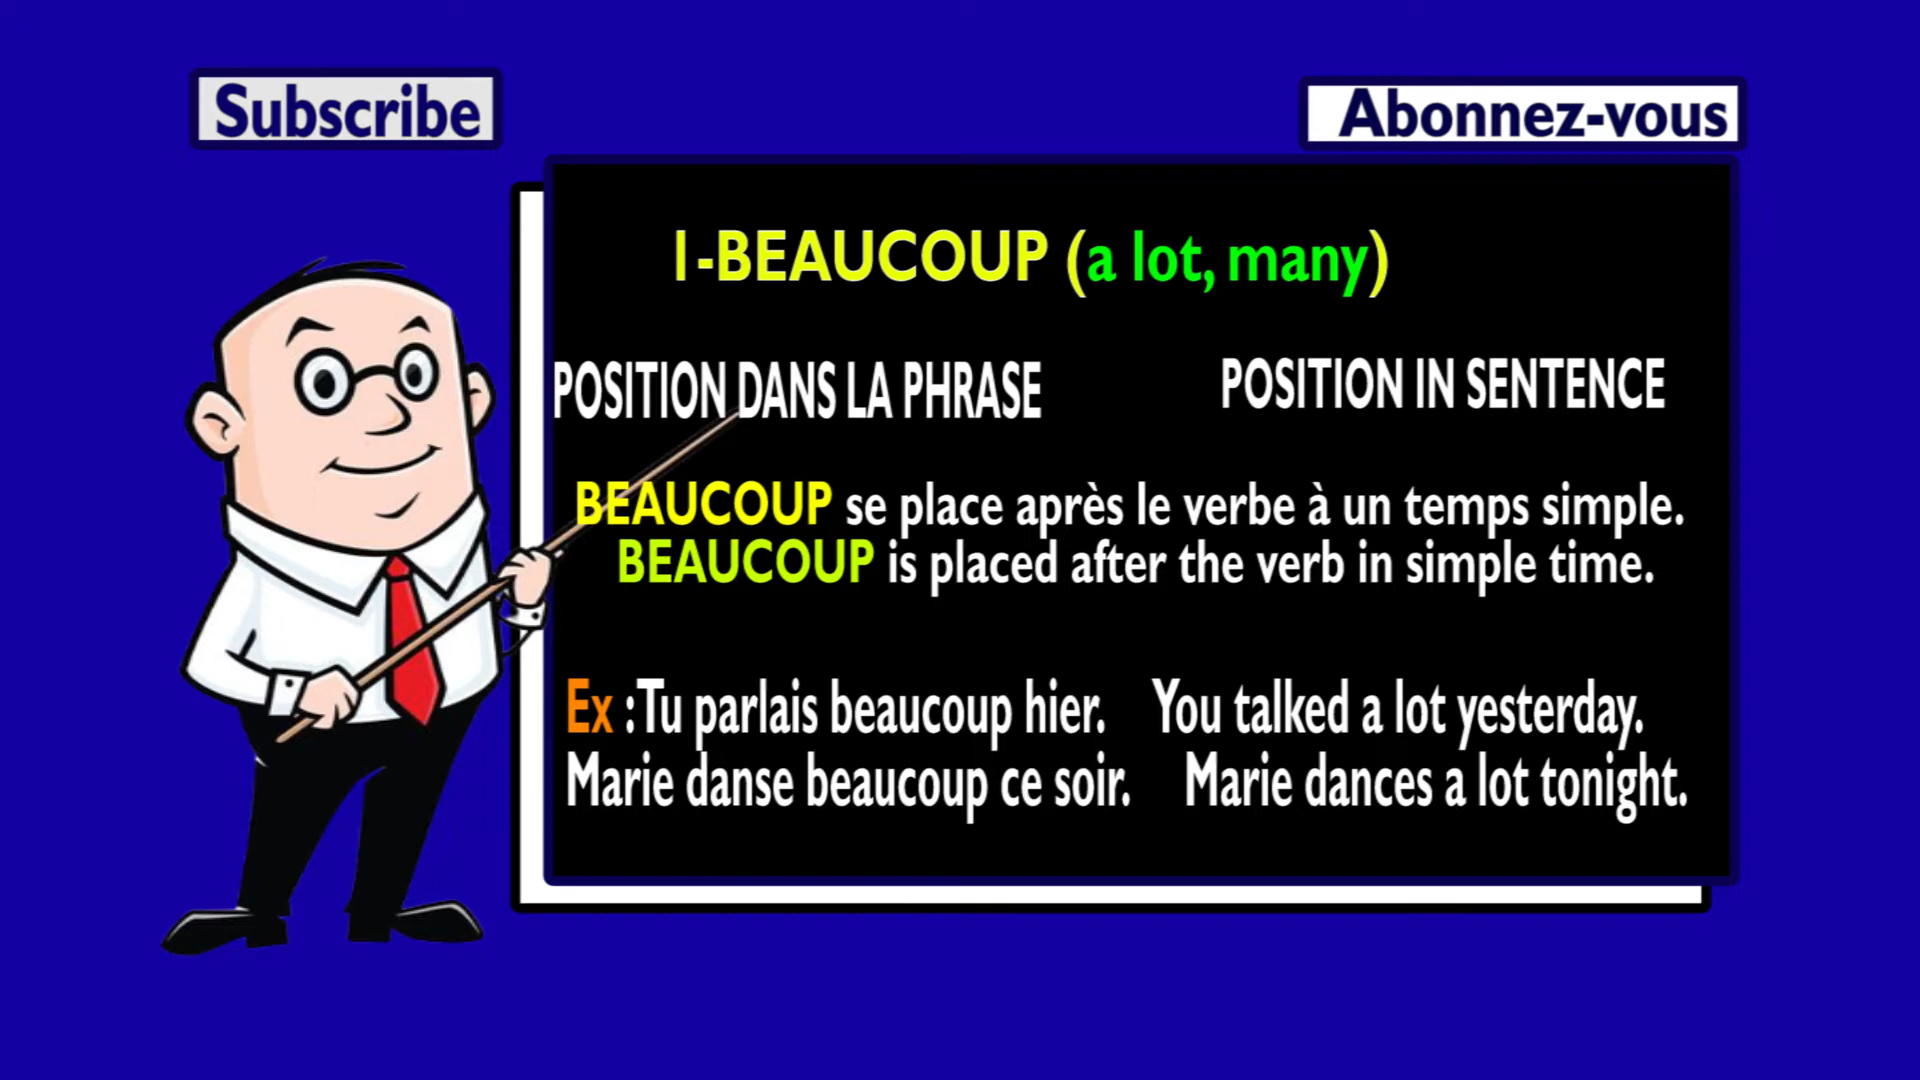 Subscribe
Abonnez-vous
1-BEAUCOUP (a lot, many)
POSITION DANS LA PHRASE
POSITION IN SENTENCE
BEAUCOUP se place après le verbe à un temps simple.
BEAUCOUP is placed after the verb in simple time.
Ex :Tu parlais beaucoup hier. You talked a lot yesterday.
Marie danse beaucoup ce soir. Marie dances a lot tonight.